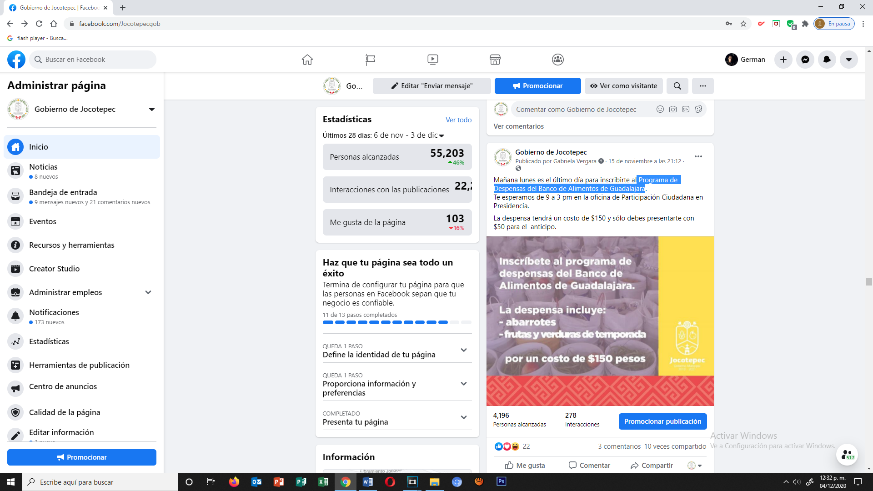 Gobierno de Jocotepec | Facebook
facebook.com/Jocotepecgob
En pausa
flash player - Busca...
Buscar en Facebook
German
Administrar página
Gobierno de Jocotepec
Inicio
Noticias
6 nuevos
Bandeja de entrada
9 mensajes nuevos y 21 comentarios nuevos
Eventos
Recursos y herramientas
Creator Studio
Administrar empleos
Notificaciones
173 nuevos
Estadísticas
Herramientas de publicación
Centro de anuncios
Calidad de la página
Editar información
Promocionar
Go...
Editar "Enviar mensaje"
Promocionar
Ver como visitante
Estadísticas
Ver todo
Últimos 28 días: 6 de nov - 3 de dic
Personas alcanzadas
55,203
46%
Interacciones con las publicaciones
22,
Me gusta de la página
103
16%
Haz que tu página sea todo un
éxito
Termina de configurar tu página para que
las personas en Facebook sepan que tu
negocio es confiable.
11 de 13 pasos completados
QUEDA 1 PASO
Define la identidad de tu página
QUEDA 1 PASO
Proporciona información y
preferencias
COMPLETADO
Presenta tu página
Información
Comentar como Gobierno de Jocotepec
Ver comentarios
Gobierno de Jocotepec
Publicado por Gabriela Vergara · 15 de noviembre a las 21:12 ·
Mañana lunes es el último día para inscribirte al Programa de
Despensas del Banco de Alimentos de Guadalajara
Te esperamos de 9 a 3 pm en la oficina de Participación Ciudadana en
Presidencia.
La despensa tendrá un costo de $150 y sólo debes presentarte con
$50 para el anticipo.
Inscríbete al programa de
despensas del Banco de
Alimentos de Guadalajara.
La despensa incluye:
- abarrotes
- frutas y verduras de temporada
por un costo de $150 pesos
Jocotepec
4,196
Personas alcanzadas
278
Interacciones
Promocionar publicación
22
3 comentarios 10 veces compartido
Me gusta
Comentar
Compartir
Activar Windows
Ve a Configuración para activar Windows.
Escribe aquí para buscar
12:32 p. m.
04/12/2020